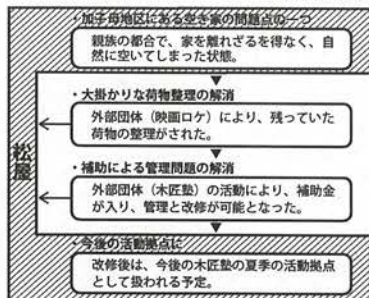 ・加子母地区にある空き家の問題点の一つ
親族の都合で、家を離れざるを得なく、自
然に空いてしまった状態。
・大掛かりな荷物整理の解消
外部団体（映画ロケ）により、残っていた
荷物の整理がされた。
松屋
・補助による管理問題の解消
外部団体（木匠塾）の活動により、補助金
が入り、管理と改修が可能となった。
・今後の活動拠点に
改修後は、今後の木匠塾の夏季の活動拠点
として扱われる予定。